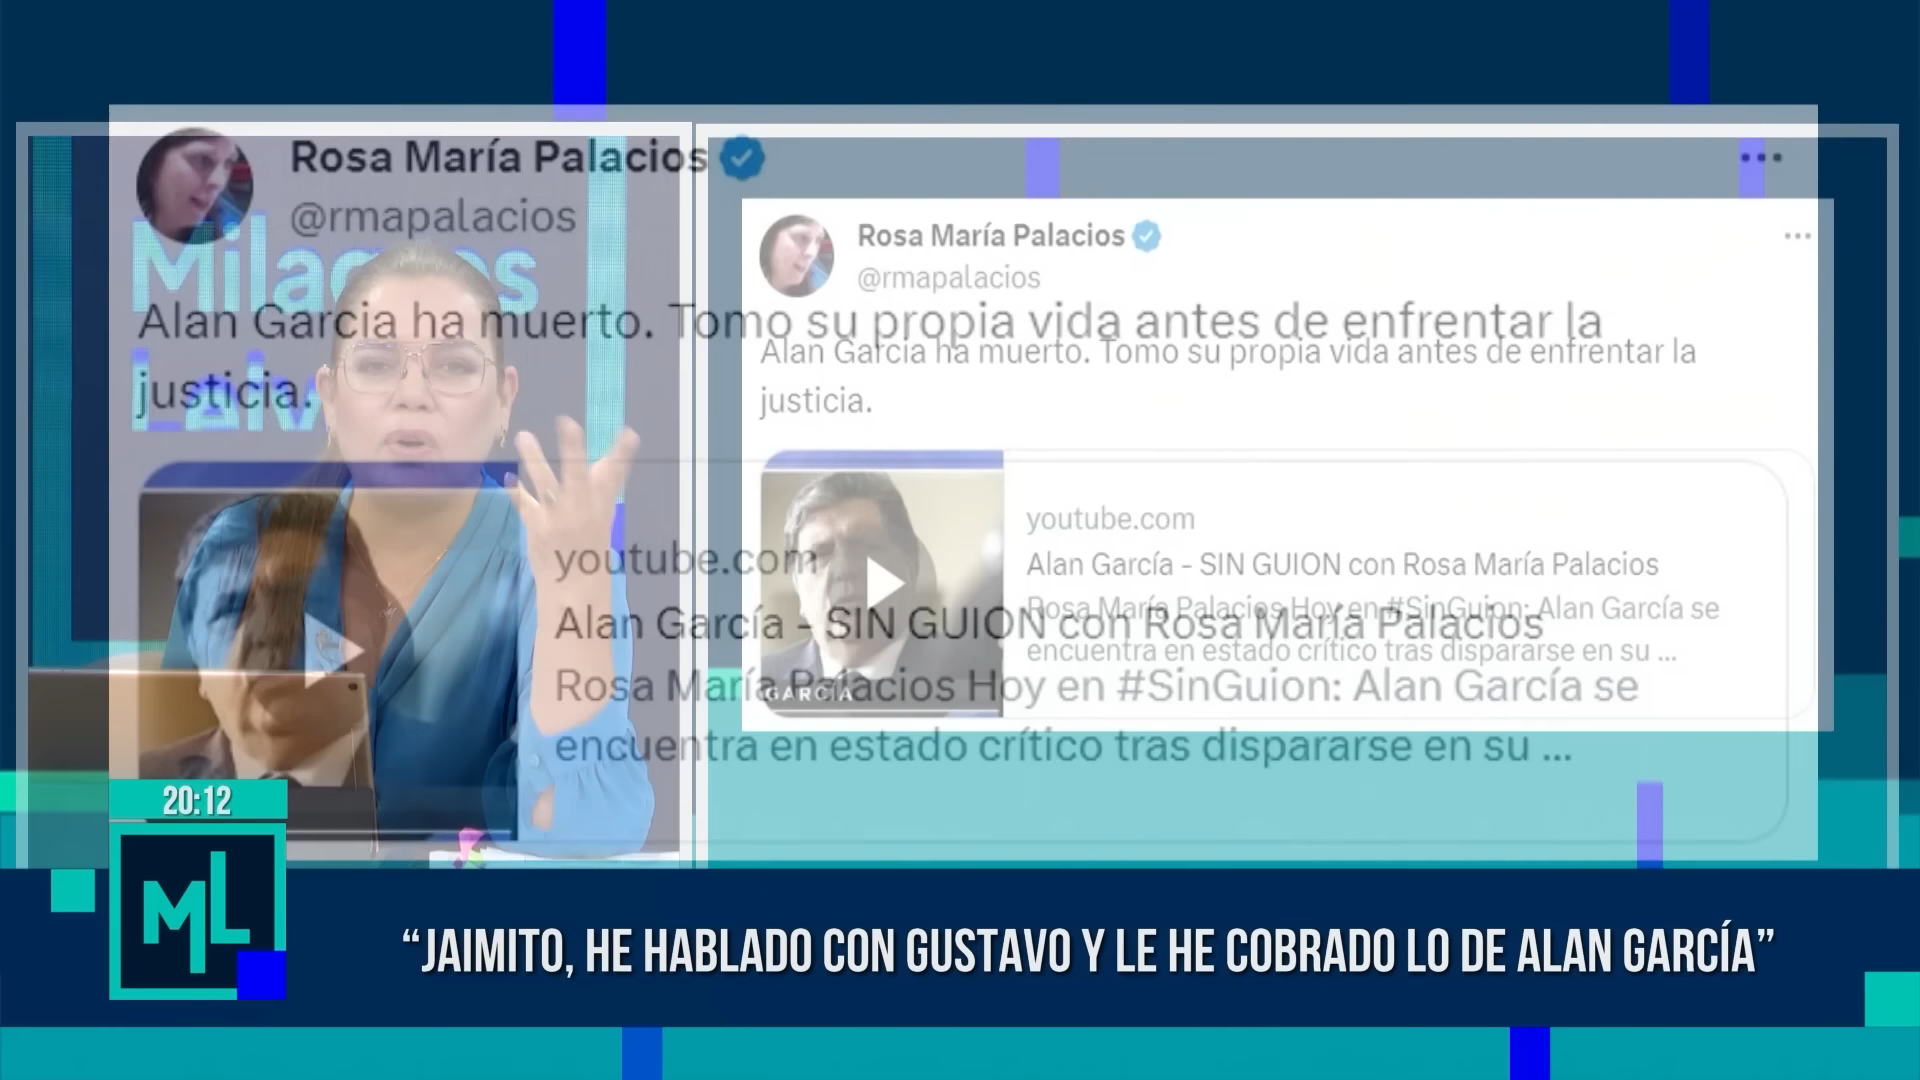 Rosa María Palacios
@rmapalacios
Alan Garcia ha muerto. Tomo su propia vida antes de enfrentar la
justicia.
youtube.com
Alan García - SIN GUION con Rosa María Palacios
Rosa María Palacios Hoy en #SinGuion: Alan García se
encuentra en estado crítico tras dispararse en su ...
Rosa María Palacios
@rmapalacios
Alan Garcia ha muerto. Tomo su propia vida antes de enfrentar la
justicia.
youtube.com
Alan García - SIN GUION con Rosa María Palacios
Rosa María Palacios Hoy en #SinGuion: Alan García se
encuentra en estado crítico tras dispararse en su ...
GARCÍA
Milagros
Leiva
20:12
ML
“JAIMITO, HE HABLADO CON GUSTAVO Y LE HE COBRADO LO DE ALAN GARCÍA”